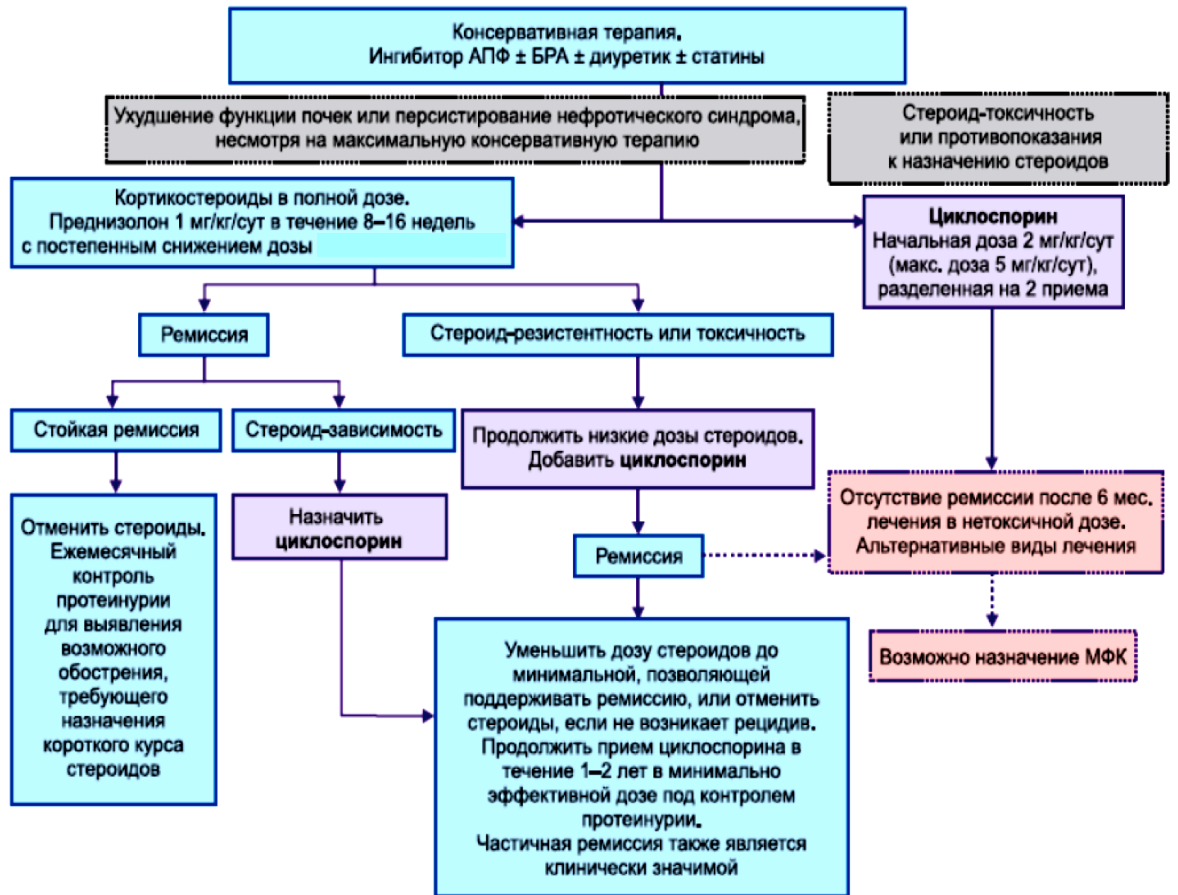 Консервативная терапия.
Ингибитор АПФ ± БРА ± диуретик ± статины
Ухудшение функции почек или персистирование нефротического синдрома,
несмотря на максимальную консервативную терапию
Стероид-токсичность
или противопоказания
к назначению стероидов
Кортикостероиды в полной дозе.
Преднизолон 1 мг/кг/сут в течение 8–16 недель
с постепенным снижением дозы
Циклоспорин
Начальная доза 2 мг/кг/сут
(макс. доза 5 мг/кг/сут),
разделенная на 2 приема
Ремиссия
Стероид-резистентность или токсичность
Стойкая ремиссия
Стероид-зависимость
Продолжить низкие дозы стероидов.
Добавить циклоспорин
Отменить стероиды.
Ежемесячный
контроль
протеинурии
для выявления
возможного
обострения,
требующего
назначения
короткого курса
стероидов
Назначить
циклоспорин
Ремиссия
Отсутствие ремиссии после 6 мес.
лечения в нетоксичной дозе.
Альтернативные виды лечения
Уменьшить дозу стероидов до
минимальной, позволяющей
поддерживать ремиссию, или отменить
стероиды, если не возникает рецидив.
Продолжить прием циклоспорина в
течение 1–2 лет в минимально
эффективной дозе под контролем
протеинурии.
Частичная ремиссия также является
клинически значимой
Возможно назначение МФК